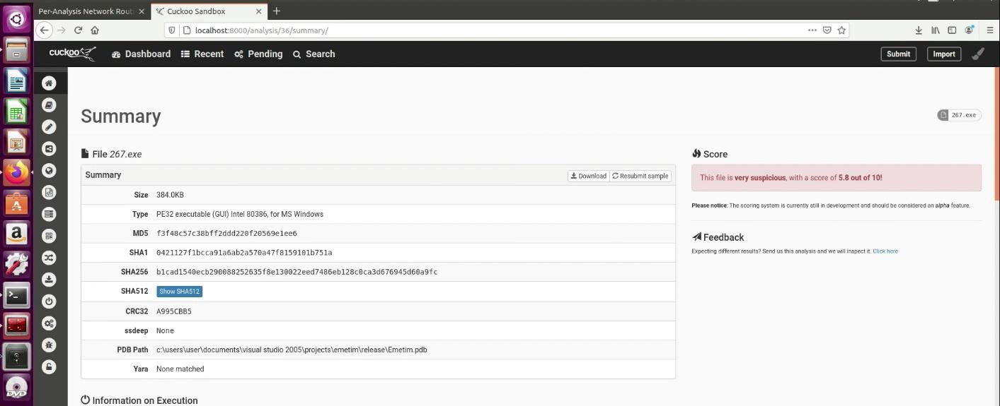 Per-Analysis Network Rout
Cuckoo Sandbox
localhost:8000/analysis/36/summary/
cuckoo Dashboard Recent Pending Search Submit Import
Summary
267.exe
File 267.exe
Summary Download Resubmit sample
Size 384.0KB
Type PE32 executable (GUI) Intel 80386, for MS Windows
MD5 f3f48c57c38bff2ddd220f20569e1ee6
SHA1 0421127f1bcca91a6ab2a570a47f8159101b751a
SHA256 b1cad1540ecb290088252635f8e130022eed7486eb128c0ca3d676945d60a9fc
SHA512 Show SHA512
CRC32 A995CBB5
ssdeep None
PDB Path c:\users\user\documents\visual studio 2005\projects\emetim\release\Emetim.pdb
Yara None matched
Information on Execution
Score
This file is very suspicious, with a score of 5.8 out of 10!
Please notice: The scoring system is currently still in development and should be considered an alpha feature.
Feedback
Expecting different results? Send us this analysis and we will inspect it. Click here
DVD